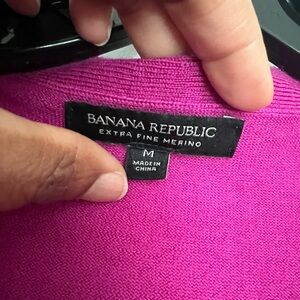 BANANA REPUBLIC
EXTRA FINE MERINO
M
MADE IN
CHINA